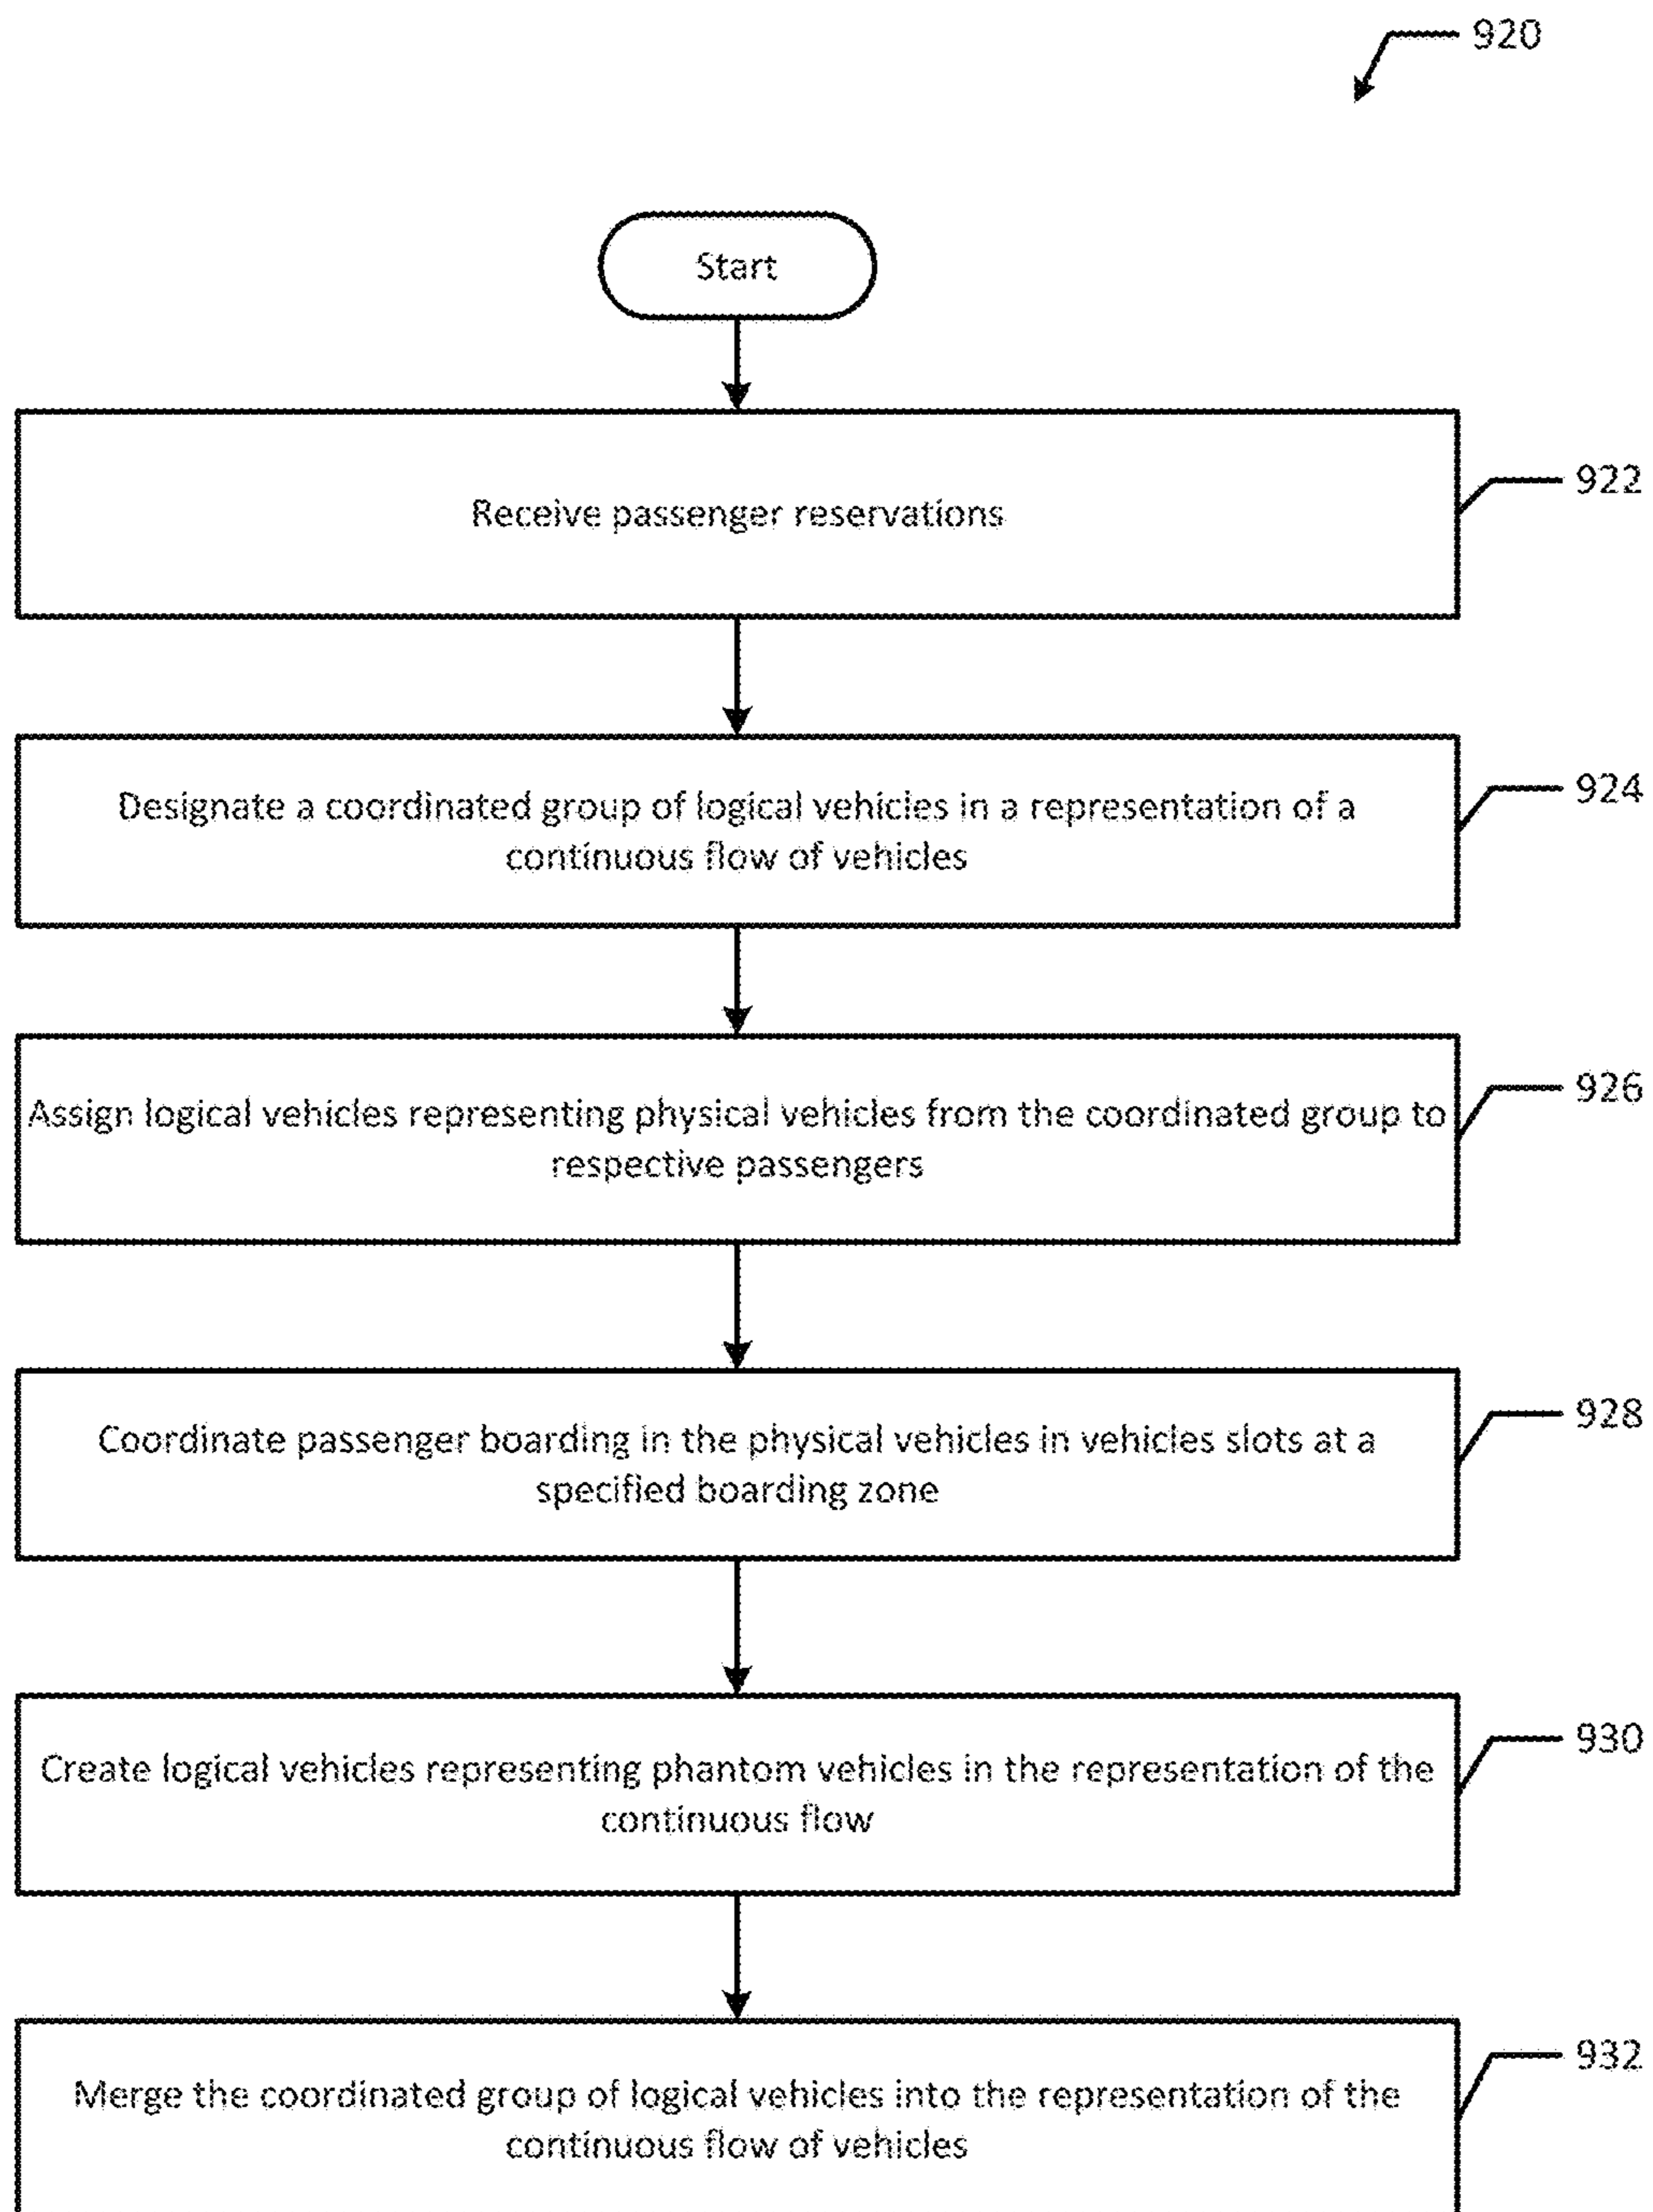 920
Start
Receive passenger reservations
922
Designate a coordinated group of logical vehicles in a representation of a
continuous flow of vehicles
924
Assign logical vehicles representing physical vehicles from the coordinated group to
respective passengers
926
Coordinate passenger boarding in the physical vehicles in vehicles slots at a
specified boarding zone
928
Create logical vehicles representing phantom vehicles in the representation of the
continuous flow
930
Merge the coordinated group of logical vehicles into the representation of the
continuous flow of vehicles
932